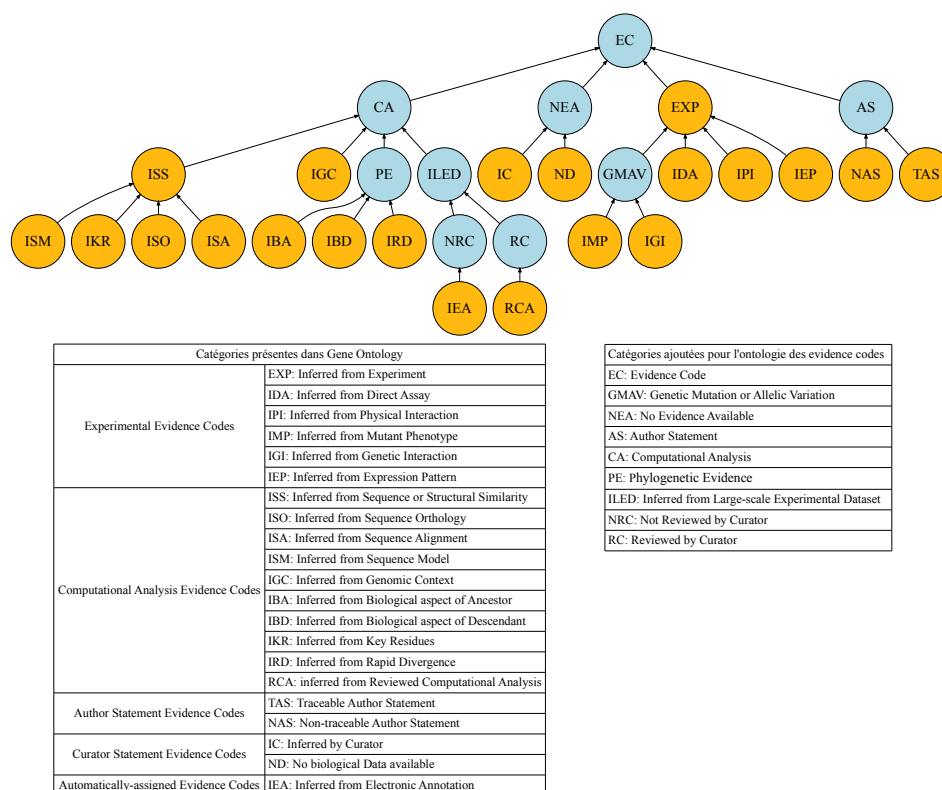 EC
CA
NEA
EXP
AS
ISS
IGC
PE
ILED
IC
ND
GMAV
IDA
IPI
IEP
NAS
TAS
ISM
IKR
ISO
ISA
IBA
IBD
IRD
NRC
RC
IMP
IGI
IEA
RCA
Catégories présentes dans Gene Ontology
Experimental Evidence Codes
EXP: Inferred from Experiment
IDA: Inferred from Direct Assay
IPI: Inferred from Physical Interaction
IMP: Inferred from Mutant Phenotype
IGI: Inferred from Genetic Interaction
IEP: Inferred from Expression Pattern
Computational Analysis Evidence Codes
ISS: Inferred from Sequence or Structural Similarity
ISO: Inferred from Sequence Orthology
ISA: Inferred from Sequence Alignment
ISM: Inferred from Sequence Model
IGC: Inferred from Genomic Context
IBA: Inferred from Biological aspect of Ancestor
IBD: Inferred from Biological aspect of Descendant
IKR: Inferred from Key Residues
IRD: Inferred from Rapid Divergence
RCA: inferred from Reviewed Computational Analysis
Author Statement Evidence Codes
TAS: Traceable Author Statement
NAS: Non-traceable Author Statement
Curator Statement Evidence Codes
IC: Inferred by Curator
ND: No biological Data available
Automatically-assigned Evidence Codes
IEA: Inferred from Electronic Annotation
Catégories ajoutées pour l'ontologie des evidence codes
EC: Evidence Code
GMAV: Genetic Mutation or Allelic Variation
NEA: No Evidence Available
AS: Author Statement
CA: Computational Analysis
PE: Phylogenetic Evidence
ILED: Inferred from Large-scale Experimental Dataset
NRC: Not Reviewed by Curator
RC: Reviewed by Curator